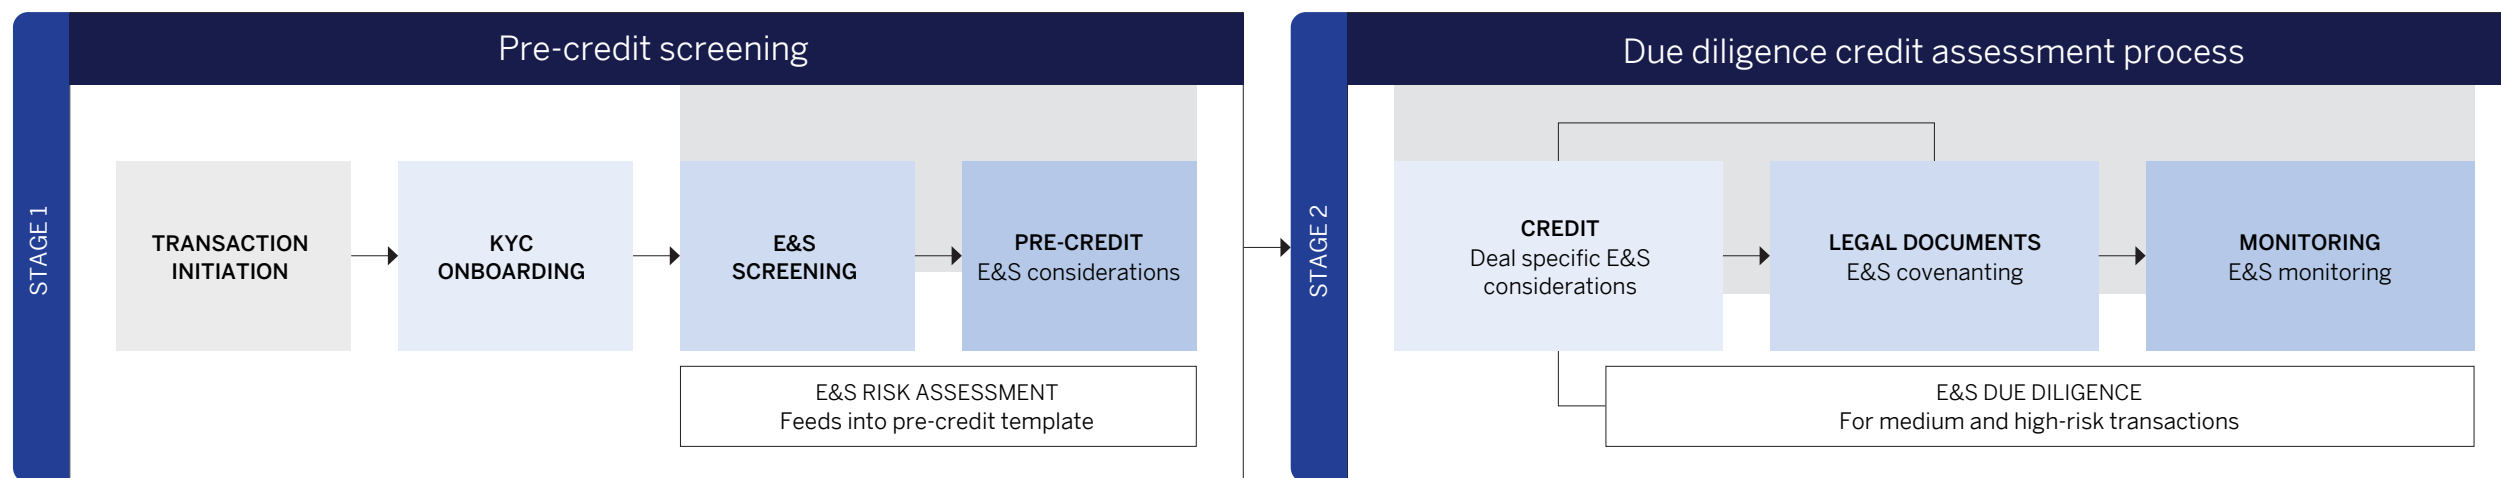 STAGE 1
Pre-credit screening
TRANSACTION
INITIATION
KYC
ONBOARDING
E&S
SCREENING
PRE-CREDIT
E&S considerations
E&S RISK ASSESSMENT
Feeds into pre-credit template
STAGE 2
Due diligence credit assessment process
CREDIT
Deal specific E&S
considerations
LEGAL DOCUMENTS
E&S covenanting
MONITORING
E&S monitoring
E&S DUE DILIGENCE
For medium and high-risk transactions